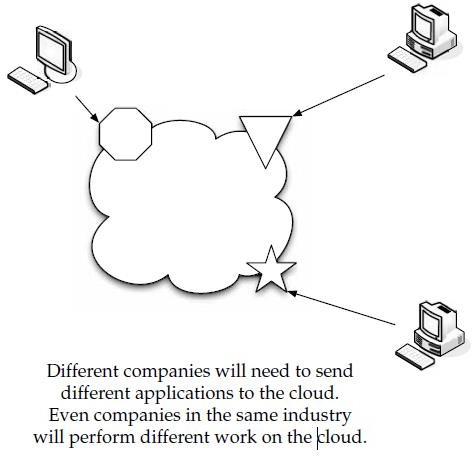 Different companies will need to send
different applications to the cloud.
Even companies in the same industry
will perform different work on the cloud.